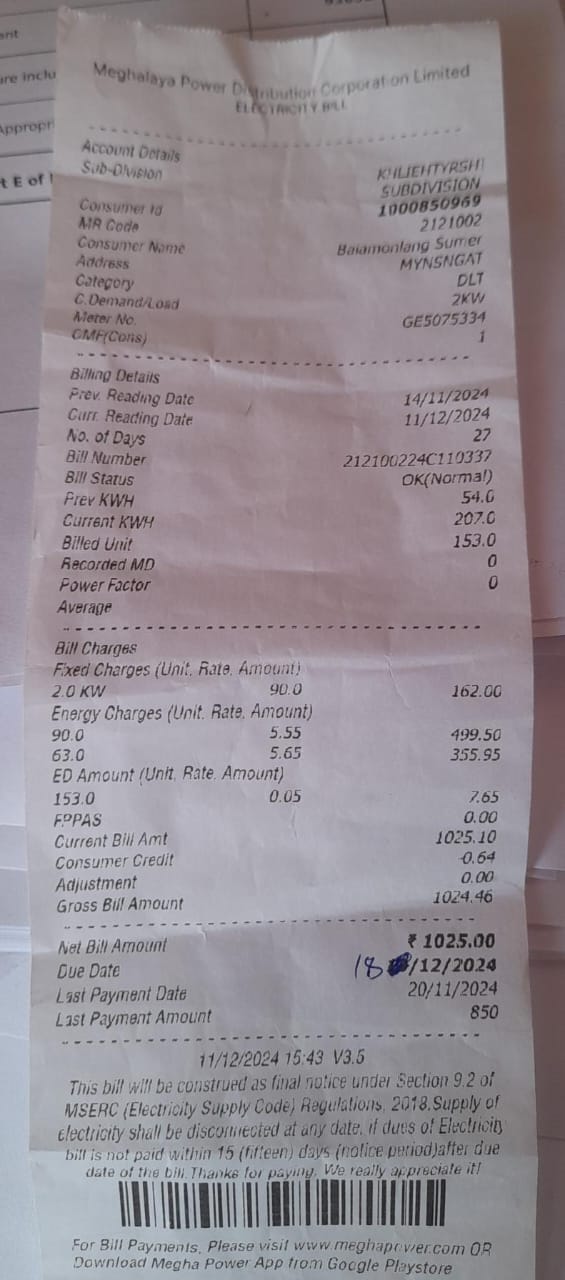 ant
are inclu
Appropr
t E of
Meghalaya Power Distribution Corporation Limited
ELECTRICITY BILL
Account Details
Sub-Division KHLIEHTYRSHI
SUBDIVISION
Consumer Id 1000850969
MR Code 2121002
Consumer Name Baiamonlang Sumer
Address MYNSNGAT
Category DLT
C.Demand/Load 2KW
Meter No. GE5075334
OMF(Cons) 1
Billing Details
Prev. Reading Date 14/11/2024
Curr. Reading Date 11/12/2024
No. of Days 27
Bill Number 212100224C110337
Bill Status OK(Normal)
Prev KWH 54.0
Current KWH 207.0
Billed Unit 153.0
Recorded MD 0
Power Factor 0
Average
Bill Charges
Fixed Charges (Unit, Rate, Amount)
2.0 KW 90.0 162.00
Energy Charges (Unit, Rate, Amount)
90.0 5.55 499.50
63.0 5.65 355.95
ED Amount (Unit, Rate, Amount)
153.0 0.05 7.65
FPPAS 0.00
Current Bill Amt 1025.10
Consumer Credit -0.64
Adjustment 0.00
Gross Bill Amount 1024.46
Net Bill Amount ₹ 1025.00
Due Date 18/12/2024
Last Payment Date 20/11/2024
Last Payment Amount 850
11/12/2024 15:43 V3.5
This bill will be construed as final notice under Section 9.2 of
MSERC (Electricity Supply Code) Regulations, 2018.Supply of
electricity shall be disconnected at any date, if dues of Electricity
bill is not paid within 15 (fifteen) days (notice period)after due
date of the bill.Thanks for paying. We really appreciate it!
For Bill Payments, Please visit www.meghapower.com OR
Download Megha Power App from Google Playstore